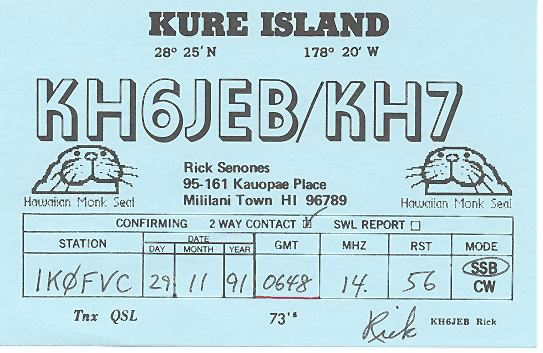 KURE ISLAND
28° 25'N 178° 20' W
KH6JEB/KH7
Rick Senones
95-161 Kauopae Place
Mililani Town HI 96789
Hawaiian Monk Seal Hawaiian Monk Seal
CONFIRMING 2 WAY CONTACT ☑ SWL REPORT ☐
STATION DATE GMT MHZ RST MODE
DAY MONTH YEAR
IKØFVC 29 11 91 0648 14. 56 SSB
CW
Tnx QSL 73's Rick KH6JEB Rick